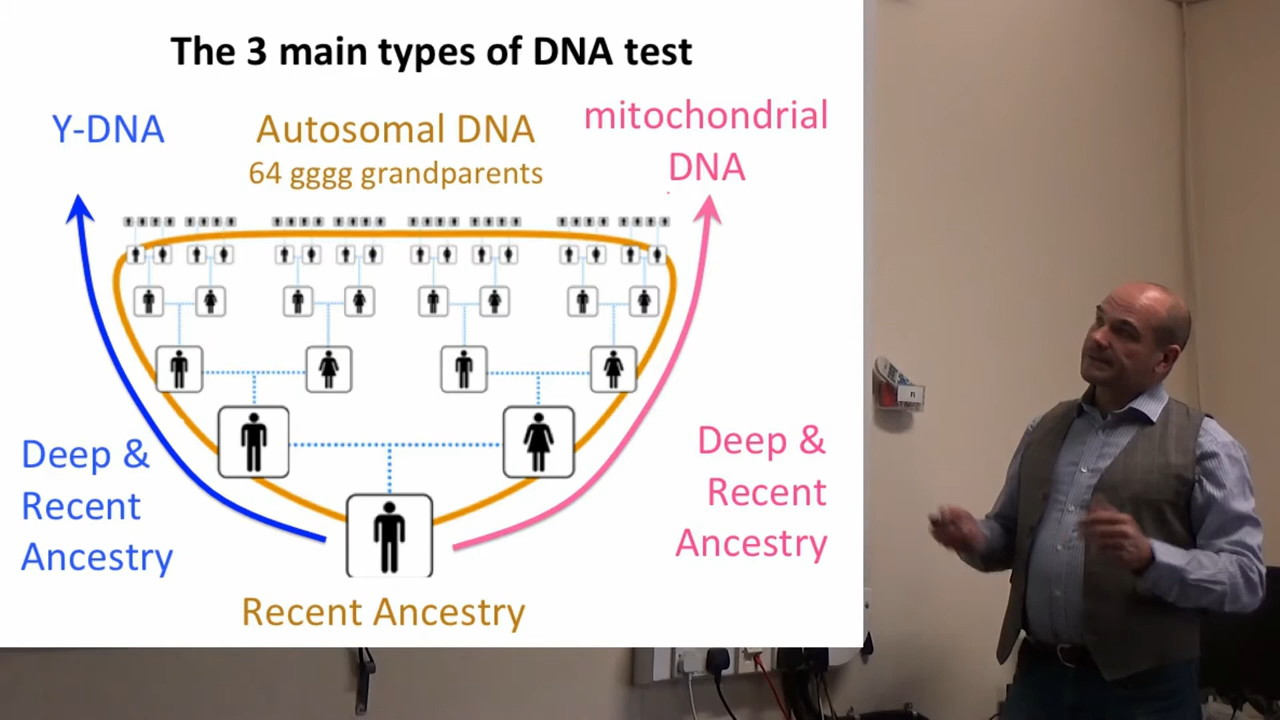 The 3 main types of DNA test
Y-DNA
Autosomal DNA
64 gggg grandparents
mitochondrial
DNA
Deep &
Recent
Ancestry
Deep &
Recent
Ancestry
Recent Ancestry
n